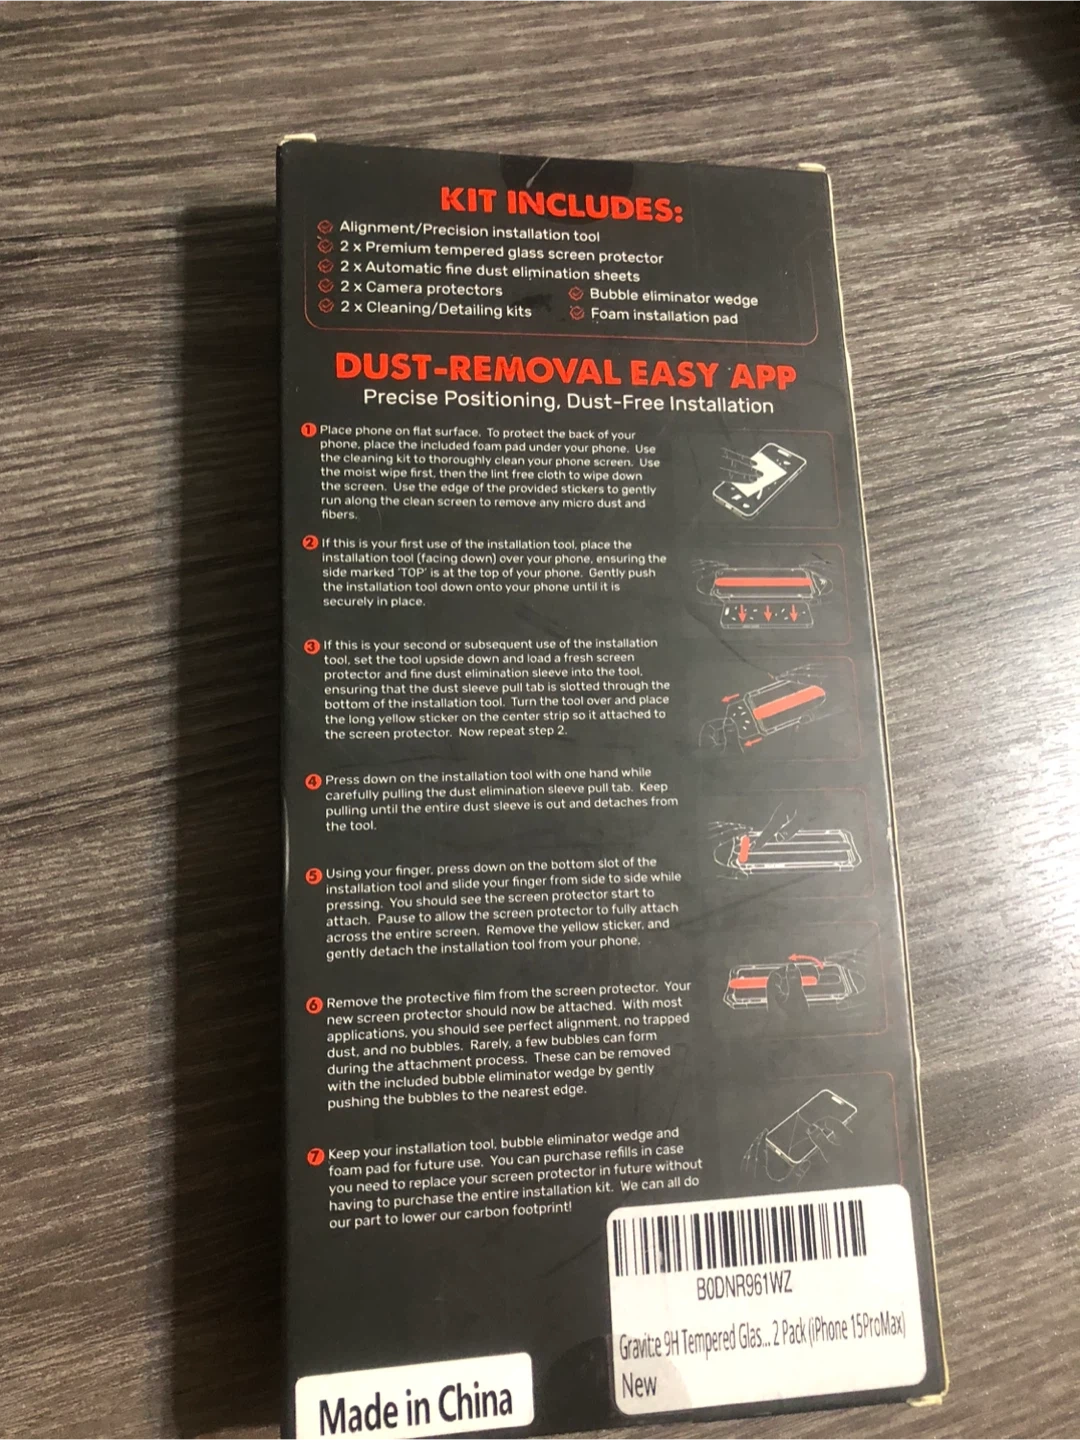 KIT INCLUDES:
Alignment/Precision installation tool
2 x Premium tempered glass screen protector
2 x Automatic fine dust elimination sheets
2 x Camera protectors
Bubble eliminator wedge
2 x Cleaning/Detailing kits
Foam installation pad
DUST-REMOVAL EASY APP
Precise Positioning, Dust-Free Installation
1 Place phone on flat surface. To protect the back of your
phone, place the included foam pad under your phone. Use
the cleaning kit to thoroughly clean your phone screen. Use
the moist wipe first, then the lint free cloth to wipe down
the screen. Use the edge of the provided stickers to gently
run along the clean screen to remove any micro dust and
fibers.
2 If this is your first use of the installation tool, place the
installation tool (facing down) over your phone, ensuring the
side marked 'TOP' is at the top of your phone. Gently push
the installation tool down onto your phone until it is
securely in place.
3 If this is your second or subsequent use of the installation
tool, set the tool upside down and load a fresh screen
protector and fine dust elimination sleeve into the tool,
ensuring that the dust sleeve pull tab is slotted through the
bottom of the installation tool. Turn the tool over and place
the long yellow sticker on the center strip so it attached to
the screen protector. Now repeat step 2.
4 Press down on the installation tool with one hand while
carefully pulling the dust elimination sleeve pull tab. Keep
pulling until the entire dust sleeve is out and detaches from
the tool.
5 Using your finger, press down on the bottom slot of the
installation tool and slide your finger from side to side while
pressing. You should see the screen protector start to
attach. Pause to allow the screen protector to fully attach
across the entire screen. Remove the yellow sticker, and
gently detach the installation tool from your phone.
6 Remove the protective film from the screen protector. Your
new screen protector should now be attached. With most
applications, you should see perfect alignment, no trapped
dust, and no bubbles. Rarely, a few bubbles can form
during the attachment process. These can be removed
with the included bubble eliminator wedge by gently
pushing the bubbles to the nearest edge.
7 Keep your installation tool, bubble eliminator wedge and
foam pad for future use. You can purchase refills in case
you need to replace your screen protector in future without
having to purchase the entire installation kit. We can all do
our part to lower our carbon footprint!
B0DNR961WZ
Gravitte 9H Tempered Glas... 2 Pack (iPhone 15ProMax)
New
Made in China